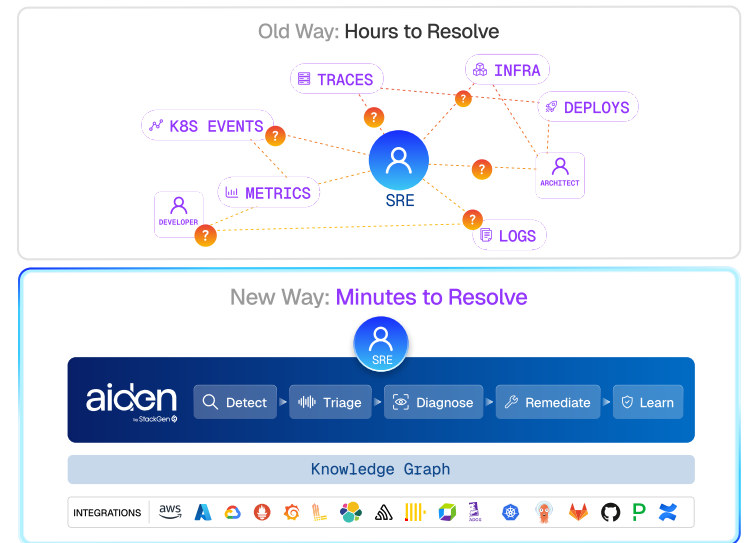 Old Way: Hours to Resolve
TRACES
INFRA
DEPLOYS
K8S EVENTS
?
?
?
?
ARCHITECT
SRE
METRICS
DEVELOPER
?
?
LOGS
New Way: Minutes to Resolve
SRE
aiden
by StackGen
Detect
Triage
Diagnose
Remediate
Learn
Knowledge Graph
INTEGRATIONS
aws
ADOS